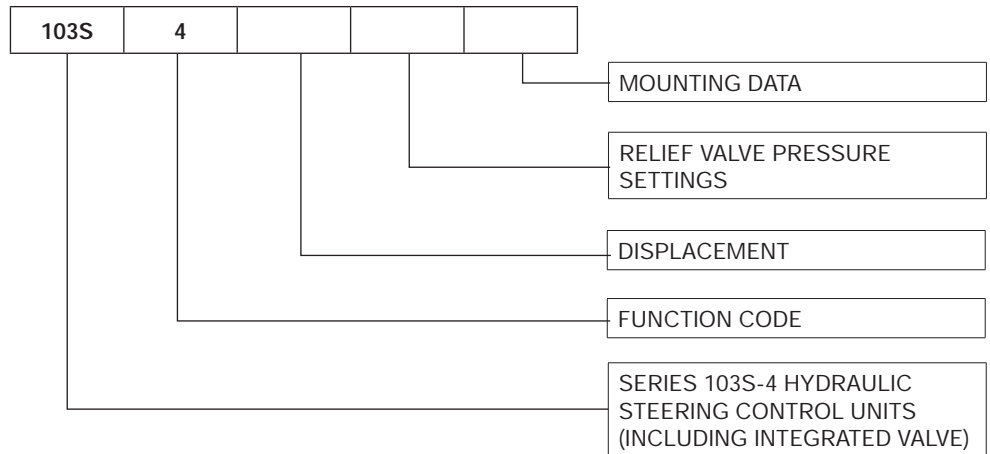 103S 4
MOUNTING DATA
RELIEF VALVE PRESSURE
SETTINGS
DISPLACEMENT
FUNCTION CODE
SERIES 103S-4 HYDRAULIC
STEERING CONTROL UNITS
(INCLUDING INTEGRATED VALVE)